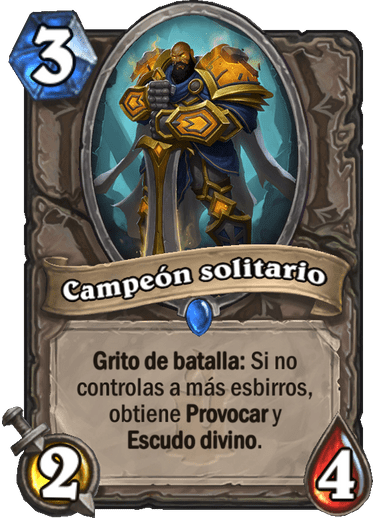 3
Campeón solitario
Grito de batalla: Si no
controlas a más esbirros,
obtiene Provocar y
Escudo divino.
2
4